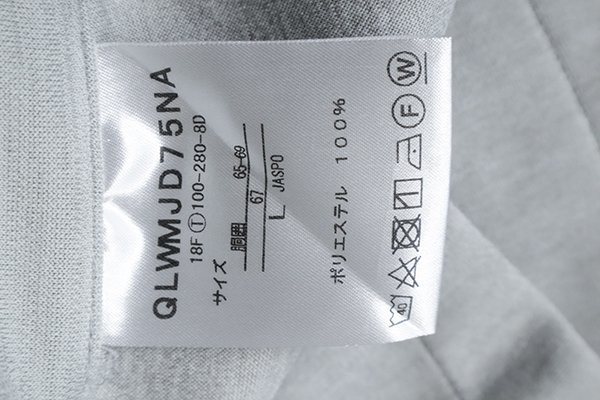 QLWMJD75NA
18F Ⓣ100-280-8D
サイズ
胴囲 65-69
67
L JASPO
ポリエステル 100%
40 F W